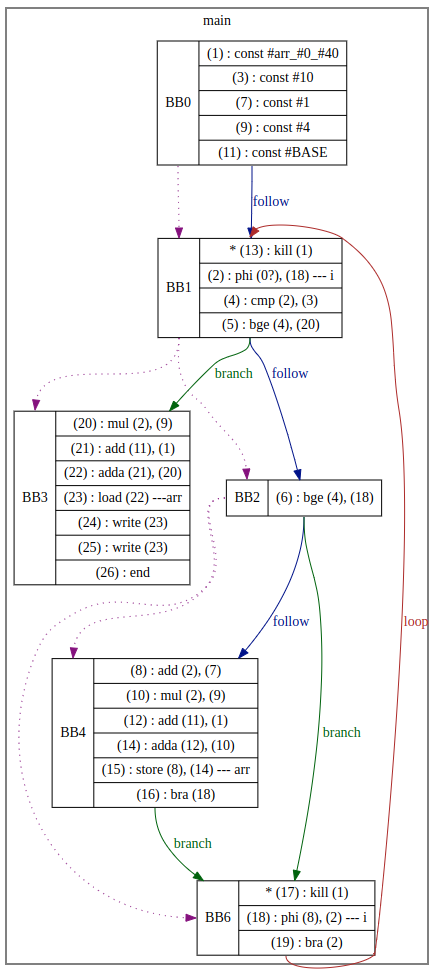 main
BB0
(1) : const #arr_#0_#40
(3) : const #10
(7) : const #1
(9) : const #4
(11) : const #BASE
follow
BB1
* (13) : kill (1)
(2) : phi (0?), (18) --- i
(4) : cmp (2), (3)
(5) : bge (4), (20)
branch
follow
BB3
(20) : mul (2), (9)
(21) : add (11), (1)
(22) : adda (21), (20)
(23) : load (22) ---arr
(24) : write (23)
(25) : write (23)
(26) : end
BB2
(6) : bge (4), (18)
loop
follow
BB4
(8) : add (2), (7)
(10) : mul (2), (9)
(12) : add (11), (1)
(14) : adda (12), (10)
(15) : store (8), (14) --- arr
(16) : bra (18)
branch
branch
BB6
* (17) : kill (1)
(18) : phi (8), (2) --- i
(19) : bra (2)